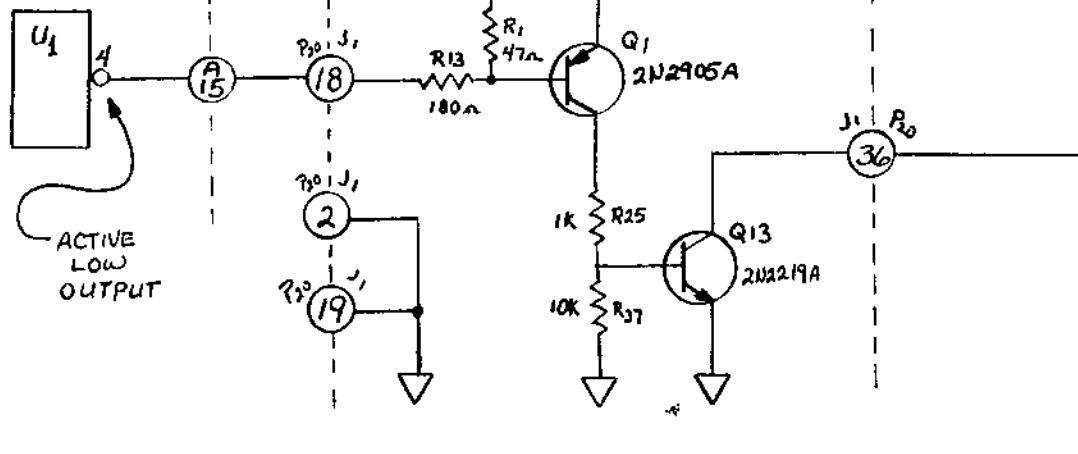 U1
4
A
15
P20 J1
18
R13
180Ω
R1
47Ω
Q1
2N2905A
J1 P20
36
P20 J1
2
1K R25
Q13
2N2219A
ACTIVE
LOW
OUTPUT
P20 J1
19
10K R37